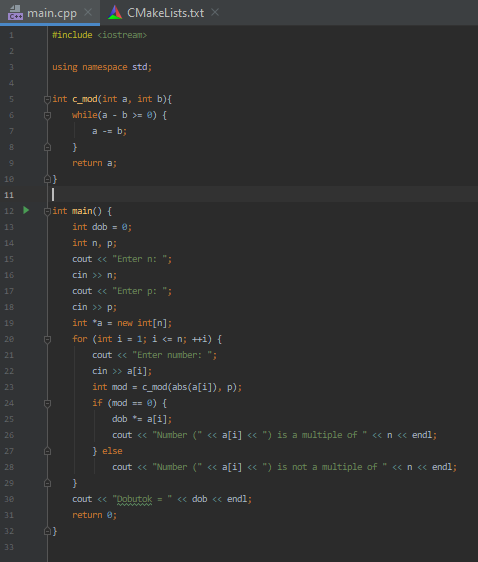 main.cpp CMakeLists.txt
1 #include <iostream>
2
3 using namespace std;
4
5 int c_mod(int a, int b){
6     while(a - b >= 0) {
7         a -= b;
8     }
9     return a;
10 }
11
12 int main() {
13     int dob = 0;
14     int n, p;
15     cout << "Enter n: ";
16     cin >> n;
17     cout << "Enter p: ";
18     cin >> p;
19     int *a = new int[n];
20     for (int i = 1; i <= n; ++i) {
21         cout << "Enter number: ";
22         cin >> a[i];
23         int mod = c_mod(abs(a[i]), p);
24         if (mod == 0) {
25             dob *= a[i];
26             cout << "Number (" << a[i] << ") is a multiple of " << n << endl;
27         } else
28             cout << "Number (" << a[i] << ") is not a multiple of " << n << endl;
29     }
30     cout << "Dobutok = " << dob << endl;
31     return 0;
32 }
33